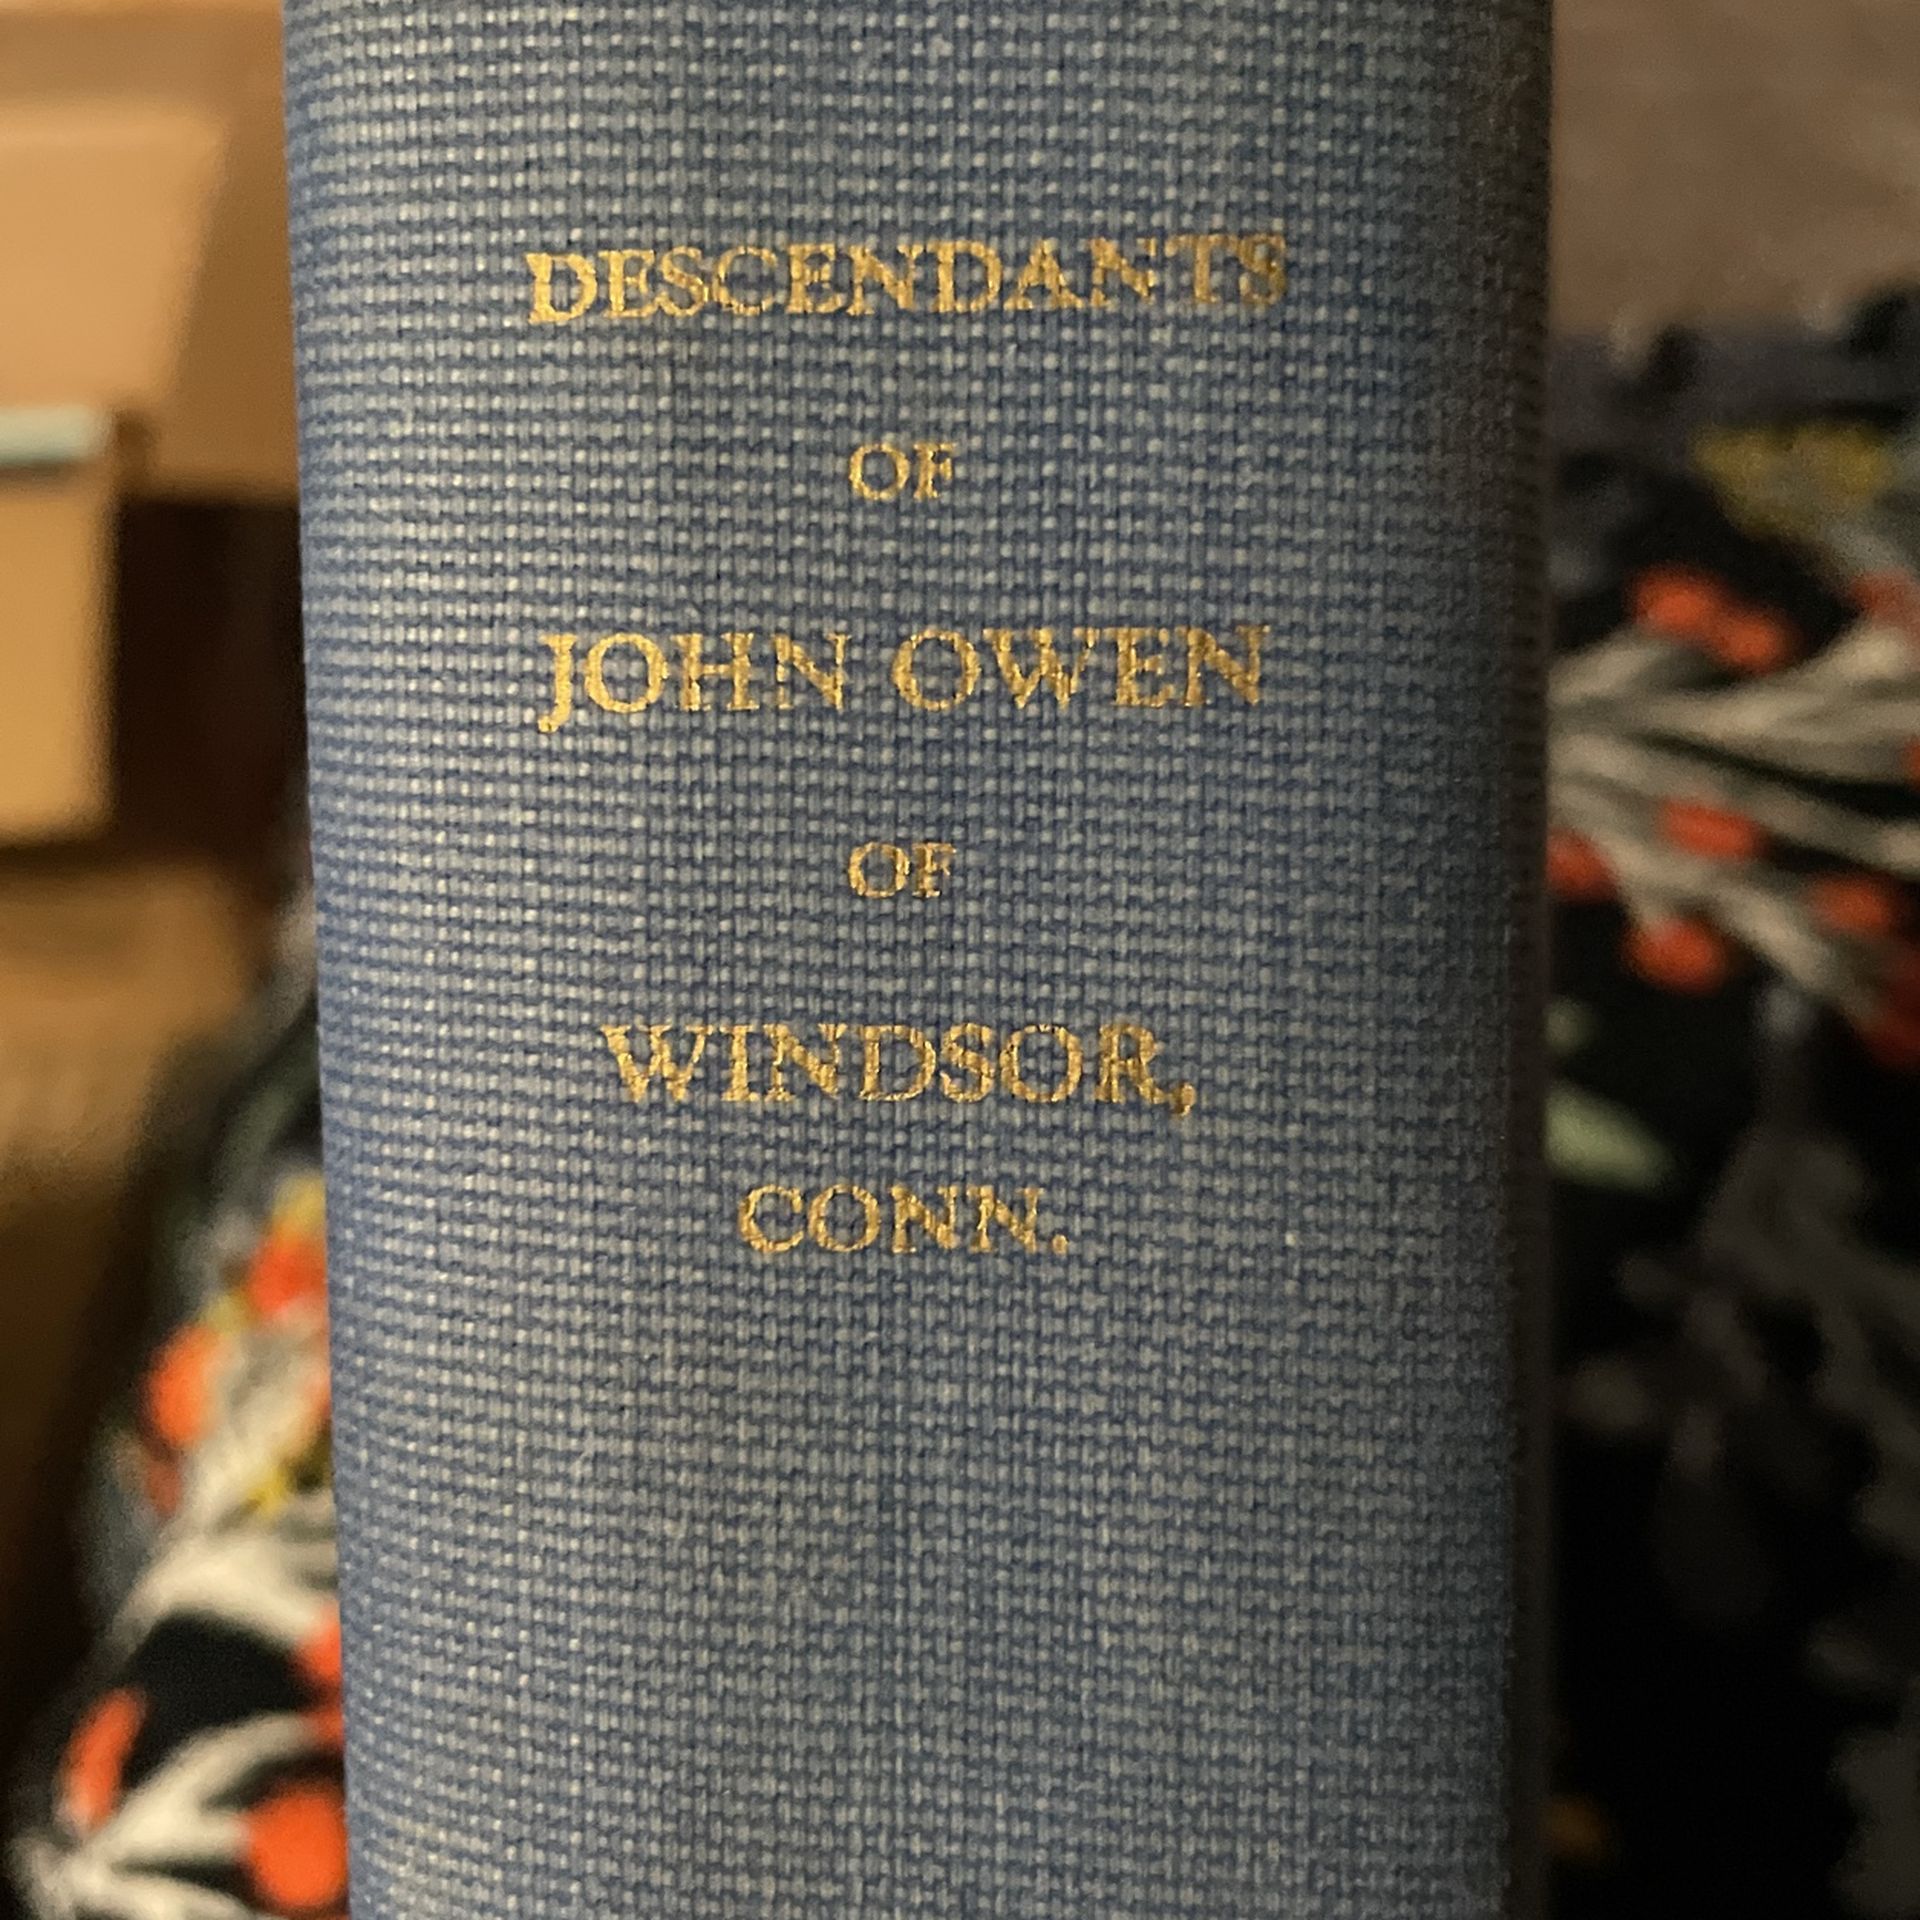 DESCENDANTS
OF
JOHN OWEN
OF
WINDSOR,
CONN.